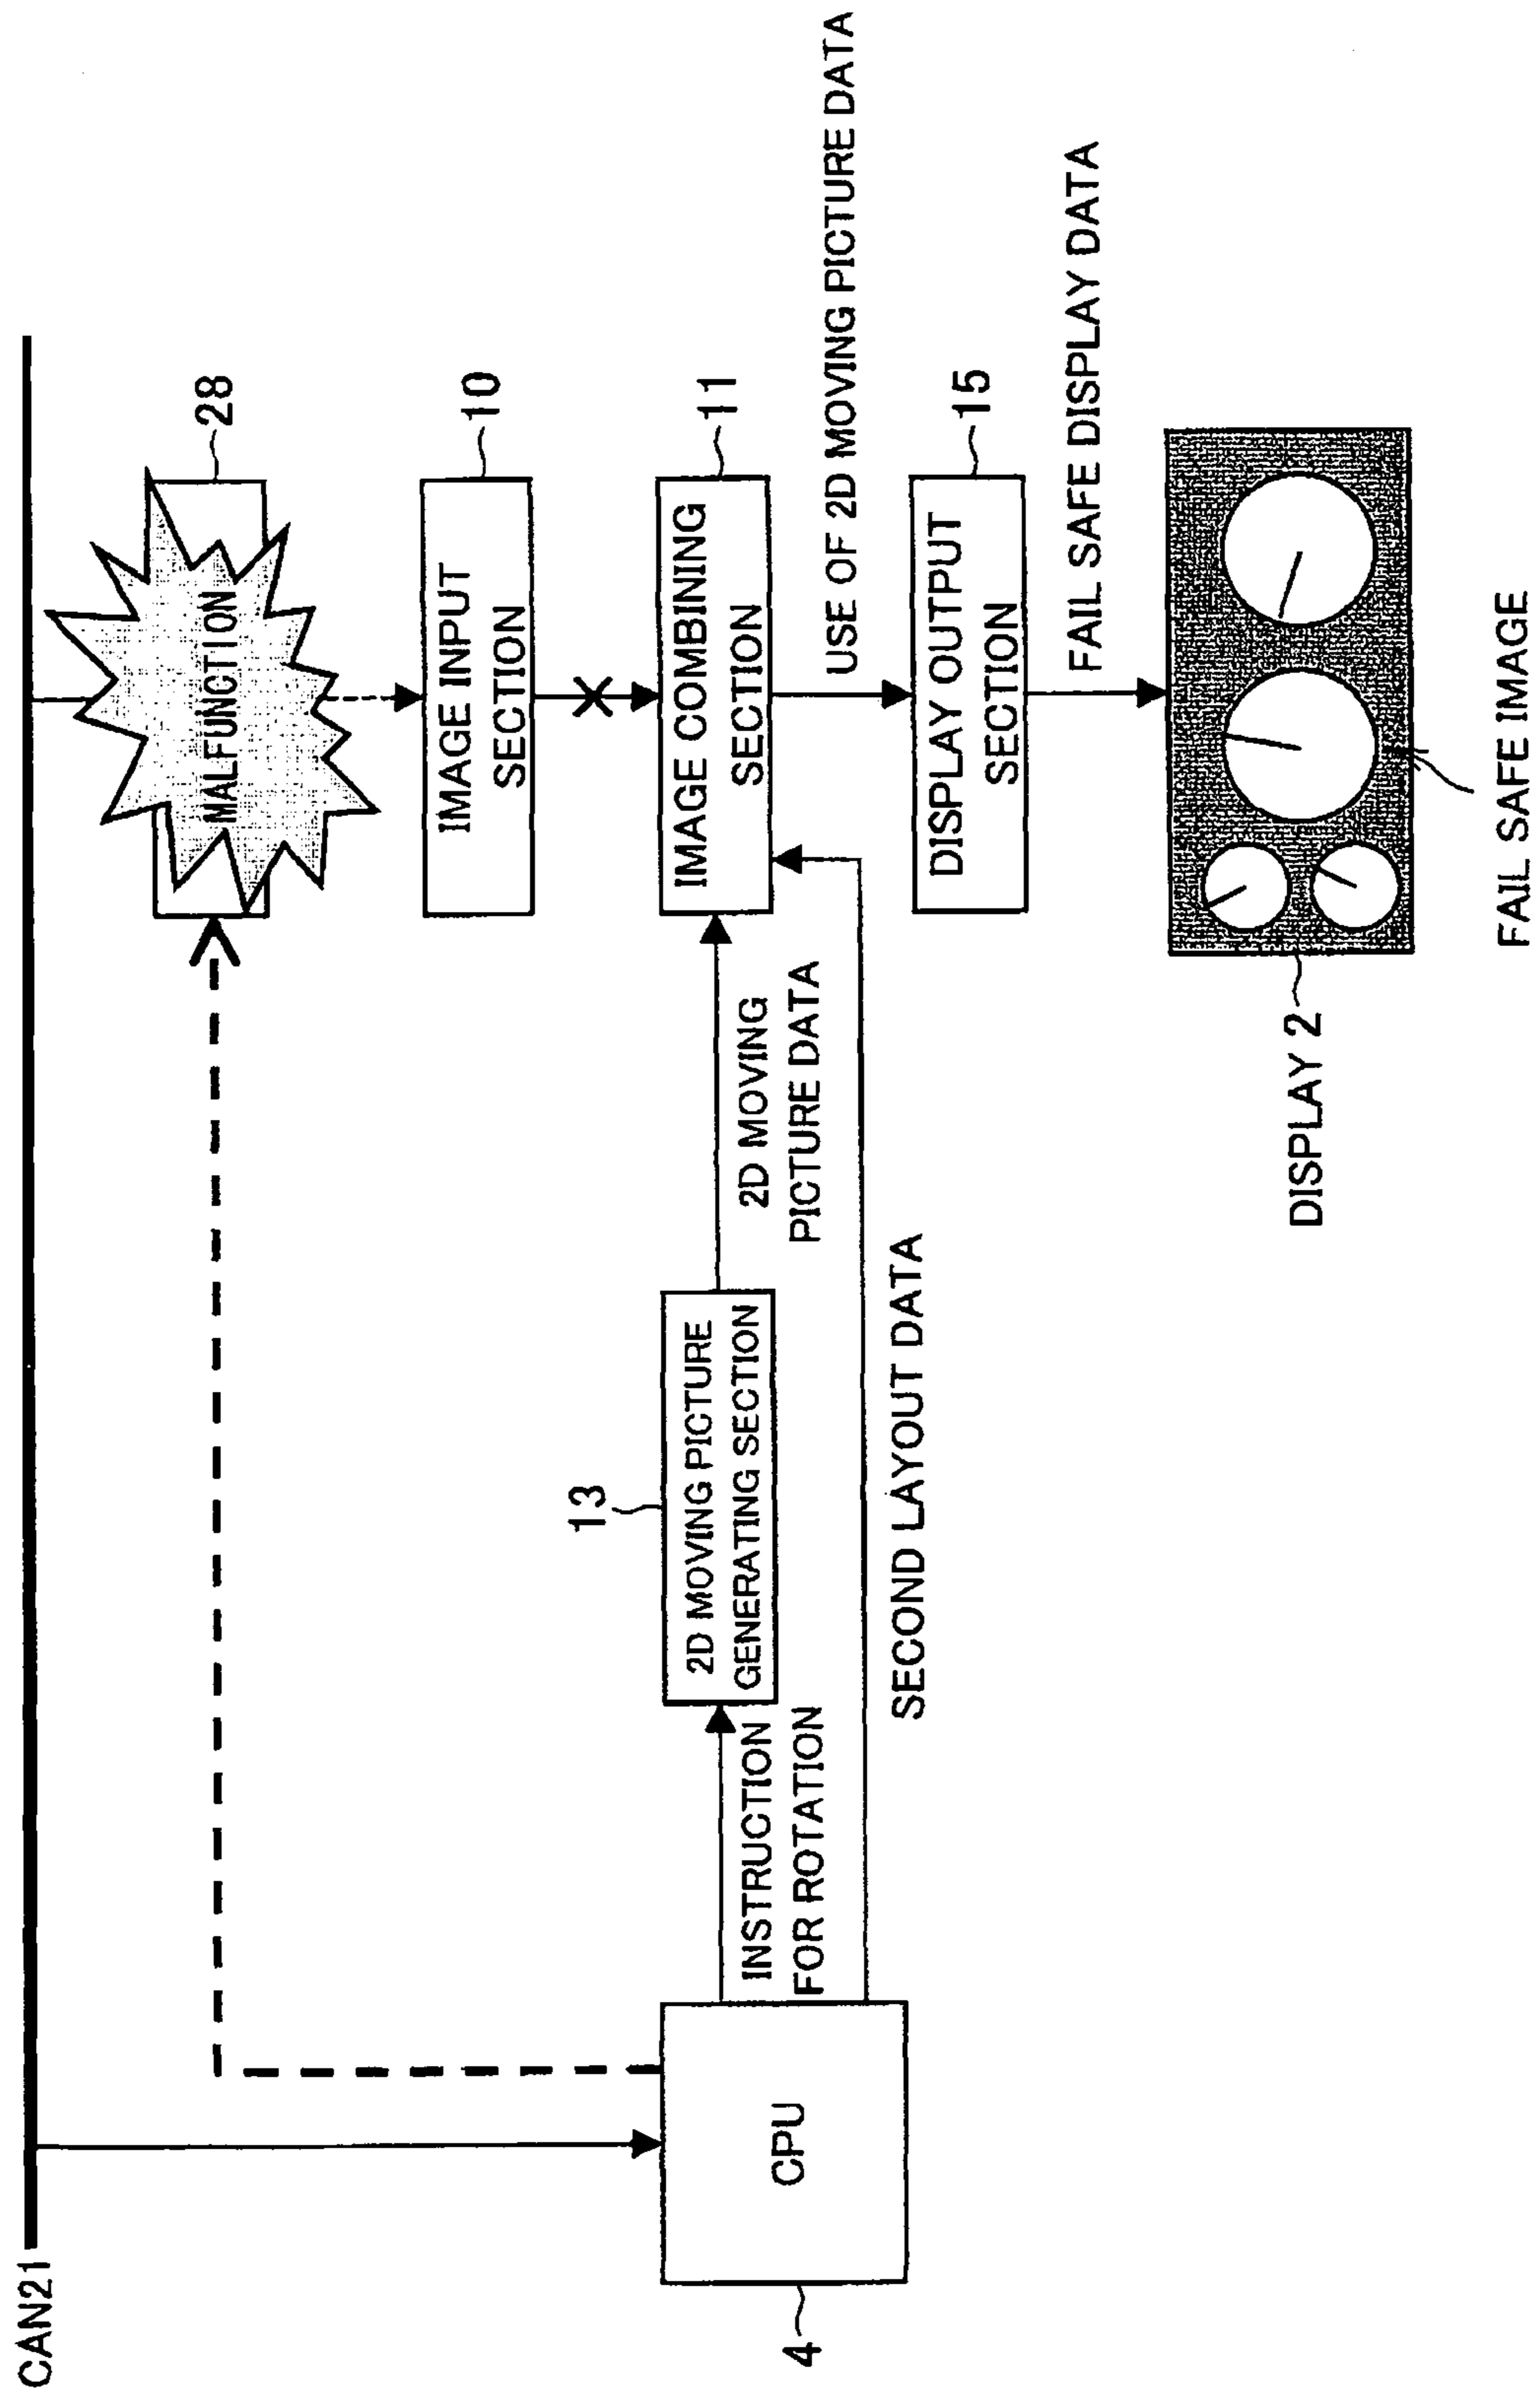 CAN21
28
MALFUNCTION
10
IMAGE INPUT
SECTION
11
IMAGE COMBINING
SECTION
USE OF 2D MOVING PICTURE DATA
15
DISPLAY OUTPUT
SECTION
FAIL SAFE DISPLAY DATA
DISPLAY 2
FAIL SAFE IMAGE
13
2D MOVING PICTURE
GENERATING SECTION
2D MOVING
PICTURE DATA
INSTRUCTION
FOR ROTATION
SECOND LAYOUT DATA
CPU
4